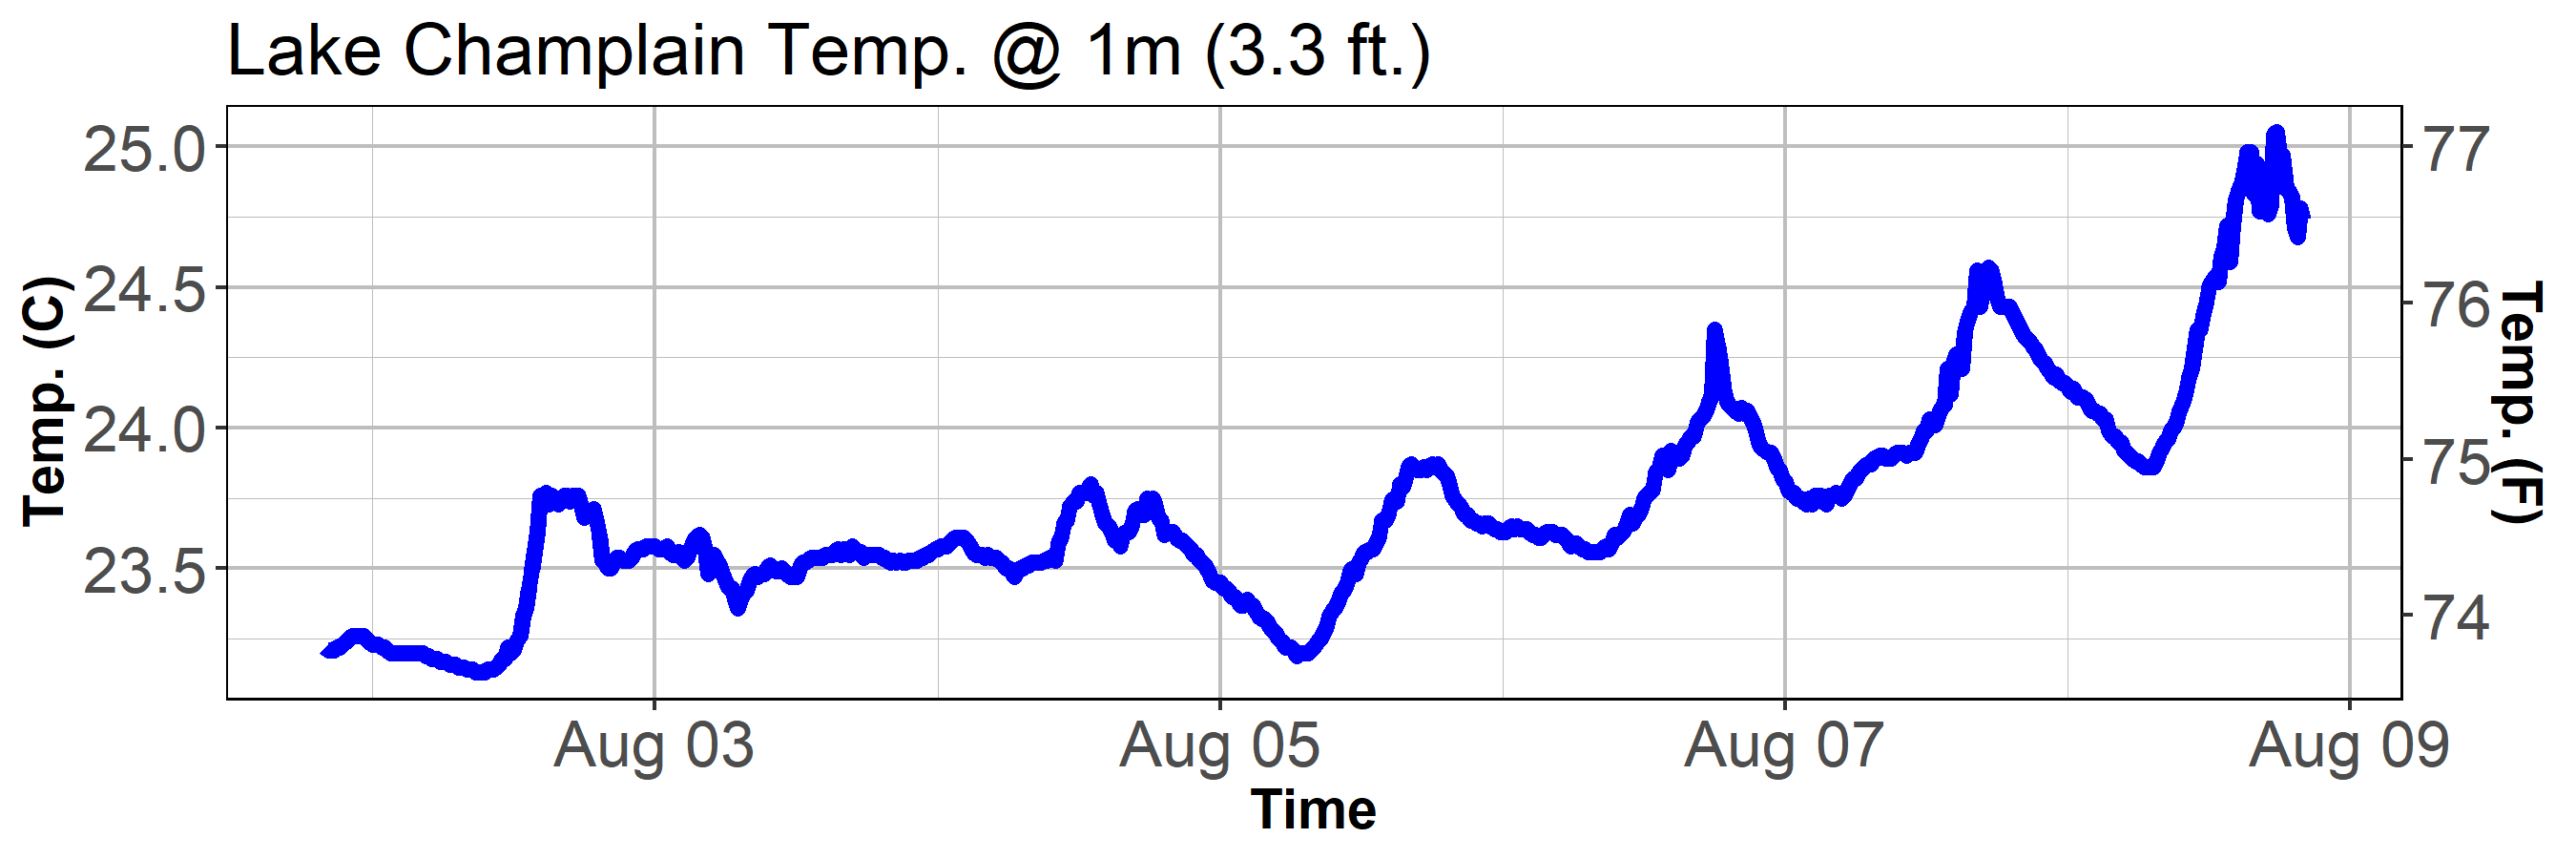 Lake Champlain Temp. @ 1m (3.3 ft.)
Temp. (C)
25.0
24.5
24.0
23.5
77
76
75
74
Temp. (F)
Aug 03 Aug 05 Aug 07 Aug 09
Time